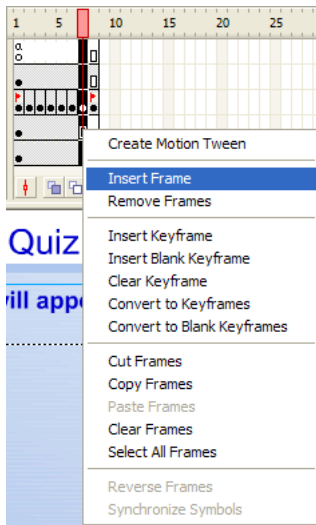 1 5 10 15 20 25
a
Create Motion Tween
Insert Frame
Remove Frames
Quiz
Insert Keyframe
Insert Blank Keyframe
Clear Keyframe
ill appe
Convert to Keyframes
Convert to Blank Keyframes
Cut Frames
Copy Frames
Paste Frames
Clear Frames
Select All Frames
Reverse Frames
Synchronize Symbols